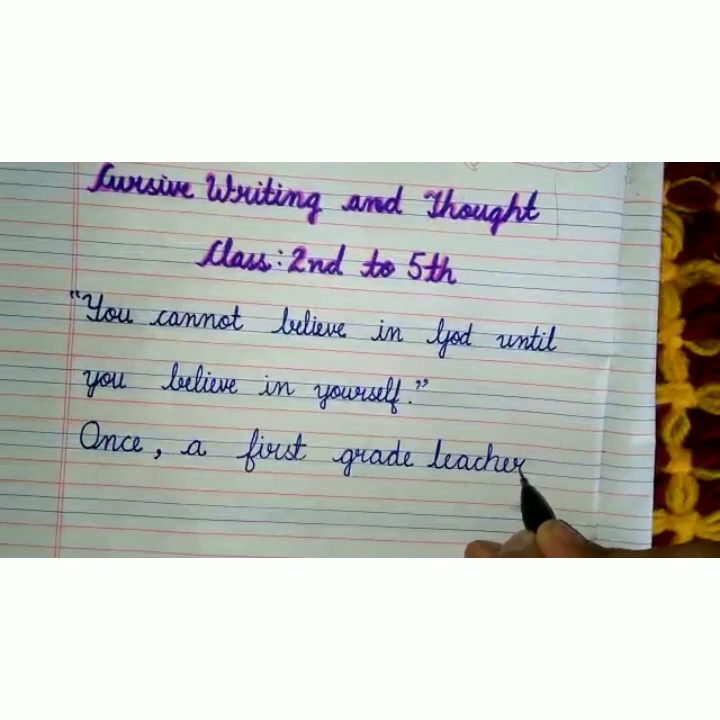 Cursive Writing and Thought
Class: 2nd to 5th
"You cannot believe in God until
you believe in yourself."
Once, a first grade teacher